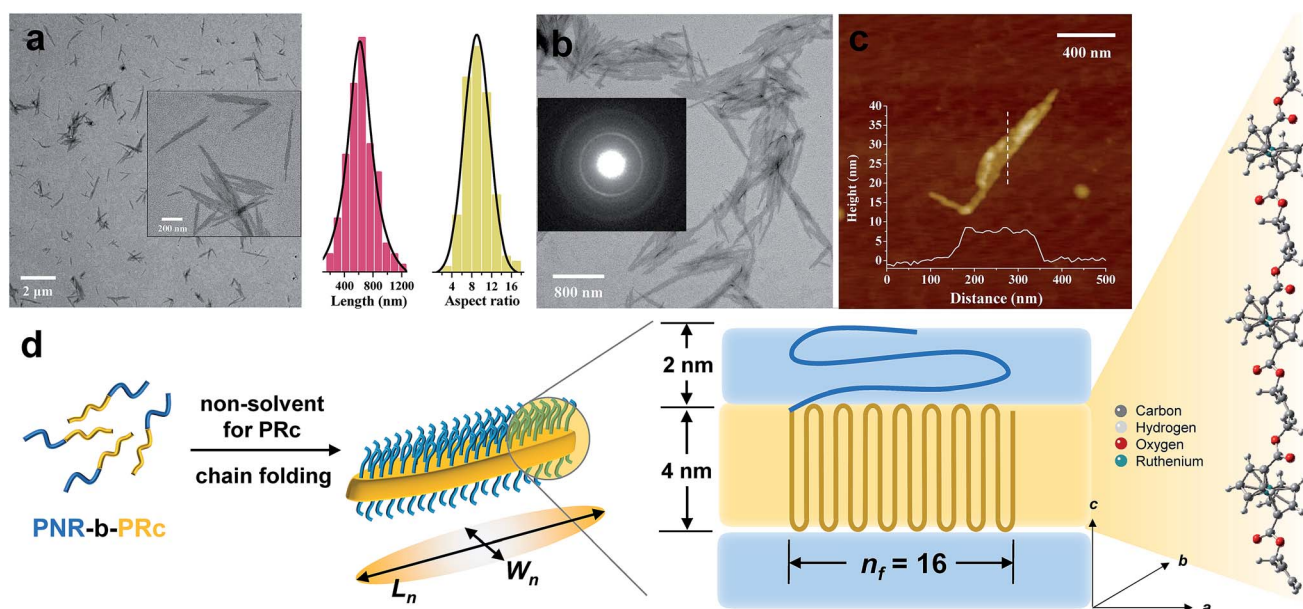 a
200 nm
2 μm
400 800 1200
Length (nm)
4 8 12 16
Aspect ratio
b
800 nm
c
400 nm
40
35
30
25
20
15
10
5
0
Height (nm)
0 100 200 300 400 500
Distance (nm)
d
PNR-b-PRc
non-solvent
for PRc
chain folding
Ln
Wn
2 nm
4 nm
nf = 16
Carbon
Hydrogen
Oxygen
Ruthenium
c
b
a